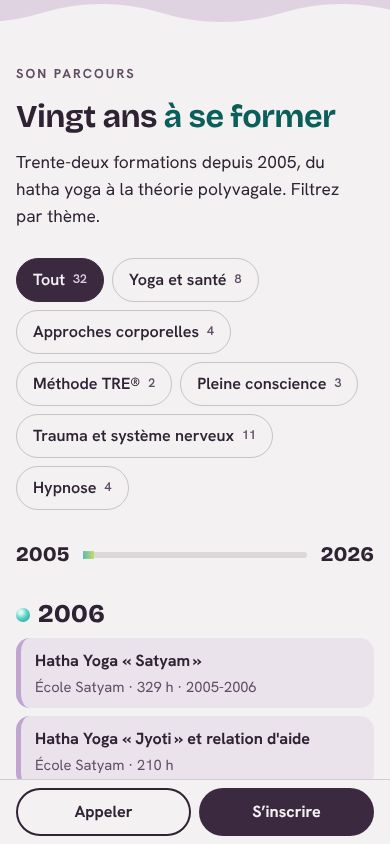 SON PARCOURS
Vingt ans à se former
Trente-deux formations depuis 2005, du
hatha yoga à la théorie polyvagale. Filtrez
par thème.
Tout 32
Yoga et santé 8
Approches corporelles 4
Méthode TRE® 2
Pleine conscience 3
Trauma et système nerveux 11
Hypnose 4
2005
2026
2006
Hatha Yoga « Satyam »
École Satyam · 329 h · 2005-2006
Hatha Yoga « Jyoti » et relation d'aide
École Satyam · 210 h
Appeler
S’inscrire